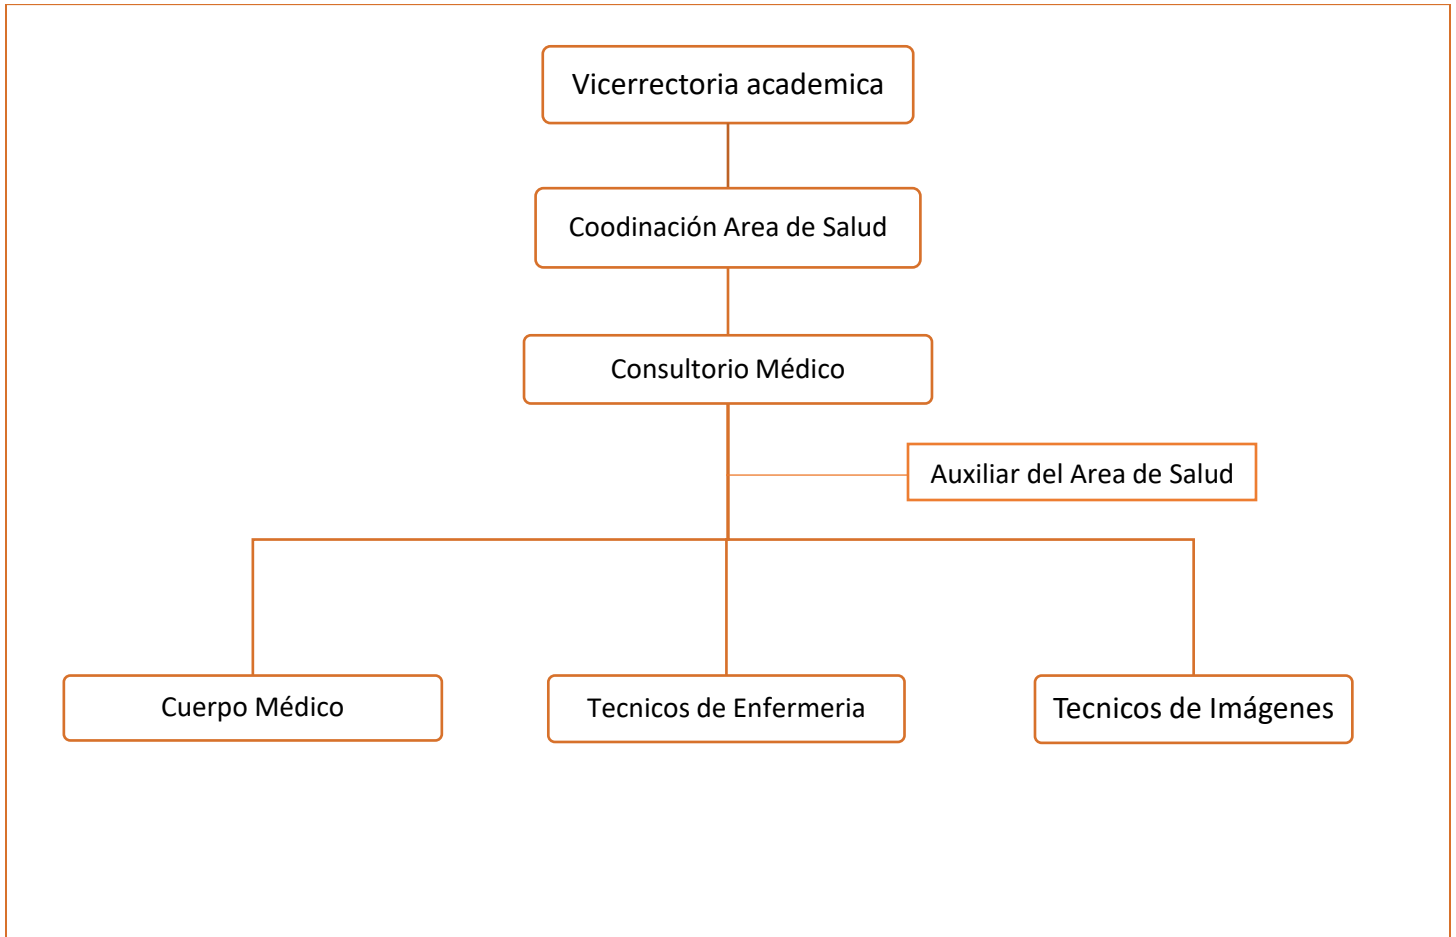 Vicerrectoria academica
Coodinación Area de Salud
Consultorio Médico
Auxiliar del Area de Salud
Cuerpo Médico
Tecnicos de Enfermeria
Tecnicos de Imágenes